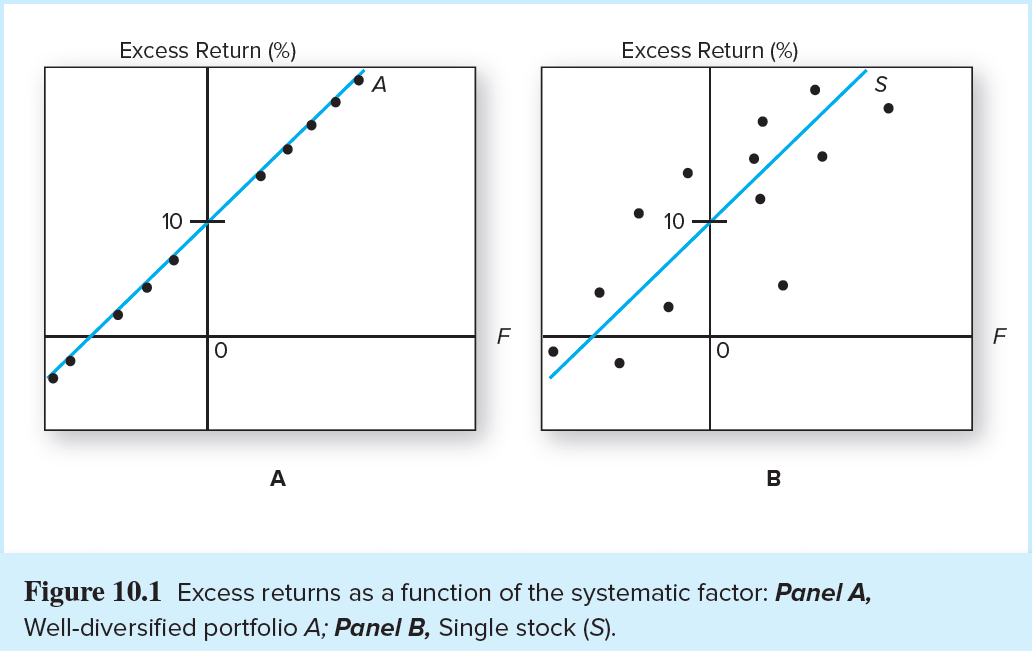 Excess Return (%)
A
10
F
0
A
Excess Return (%)
S
10
F
0
B
Figure 10.1 Excess returns as a function of the systematic factor: Panel A,
Well-diversified portfolio A; Panel B, Single stock (S).